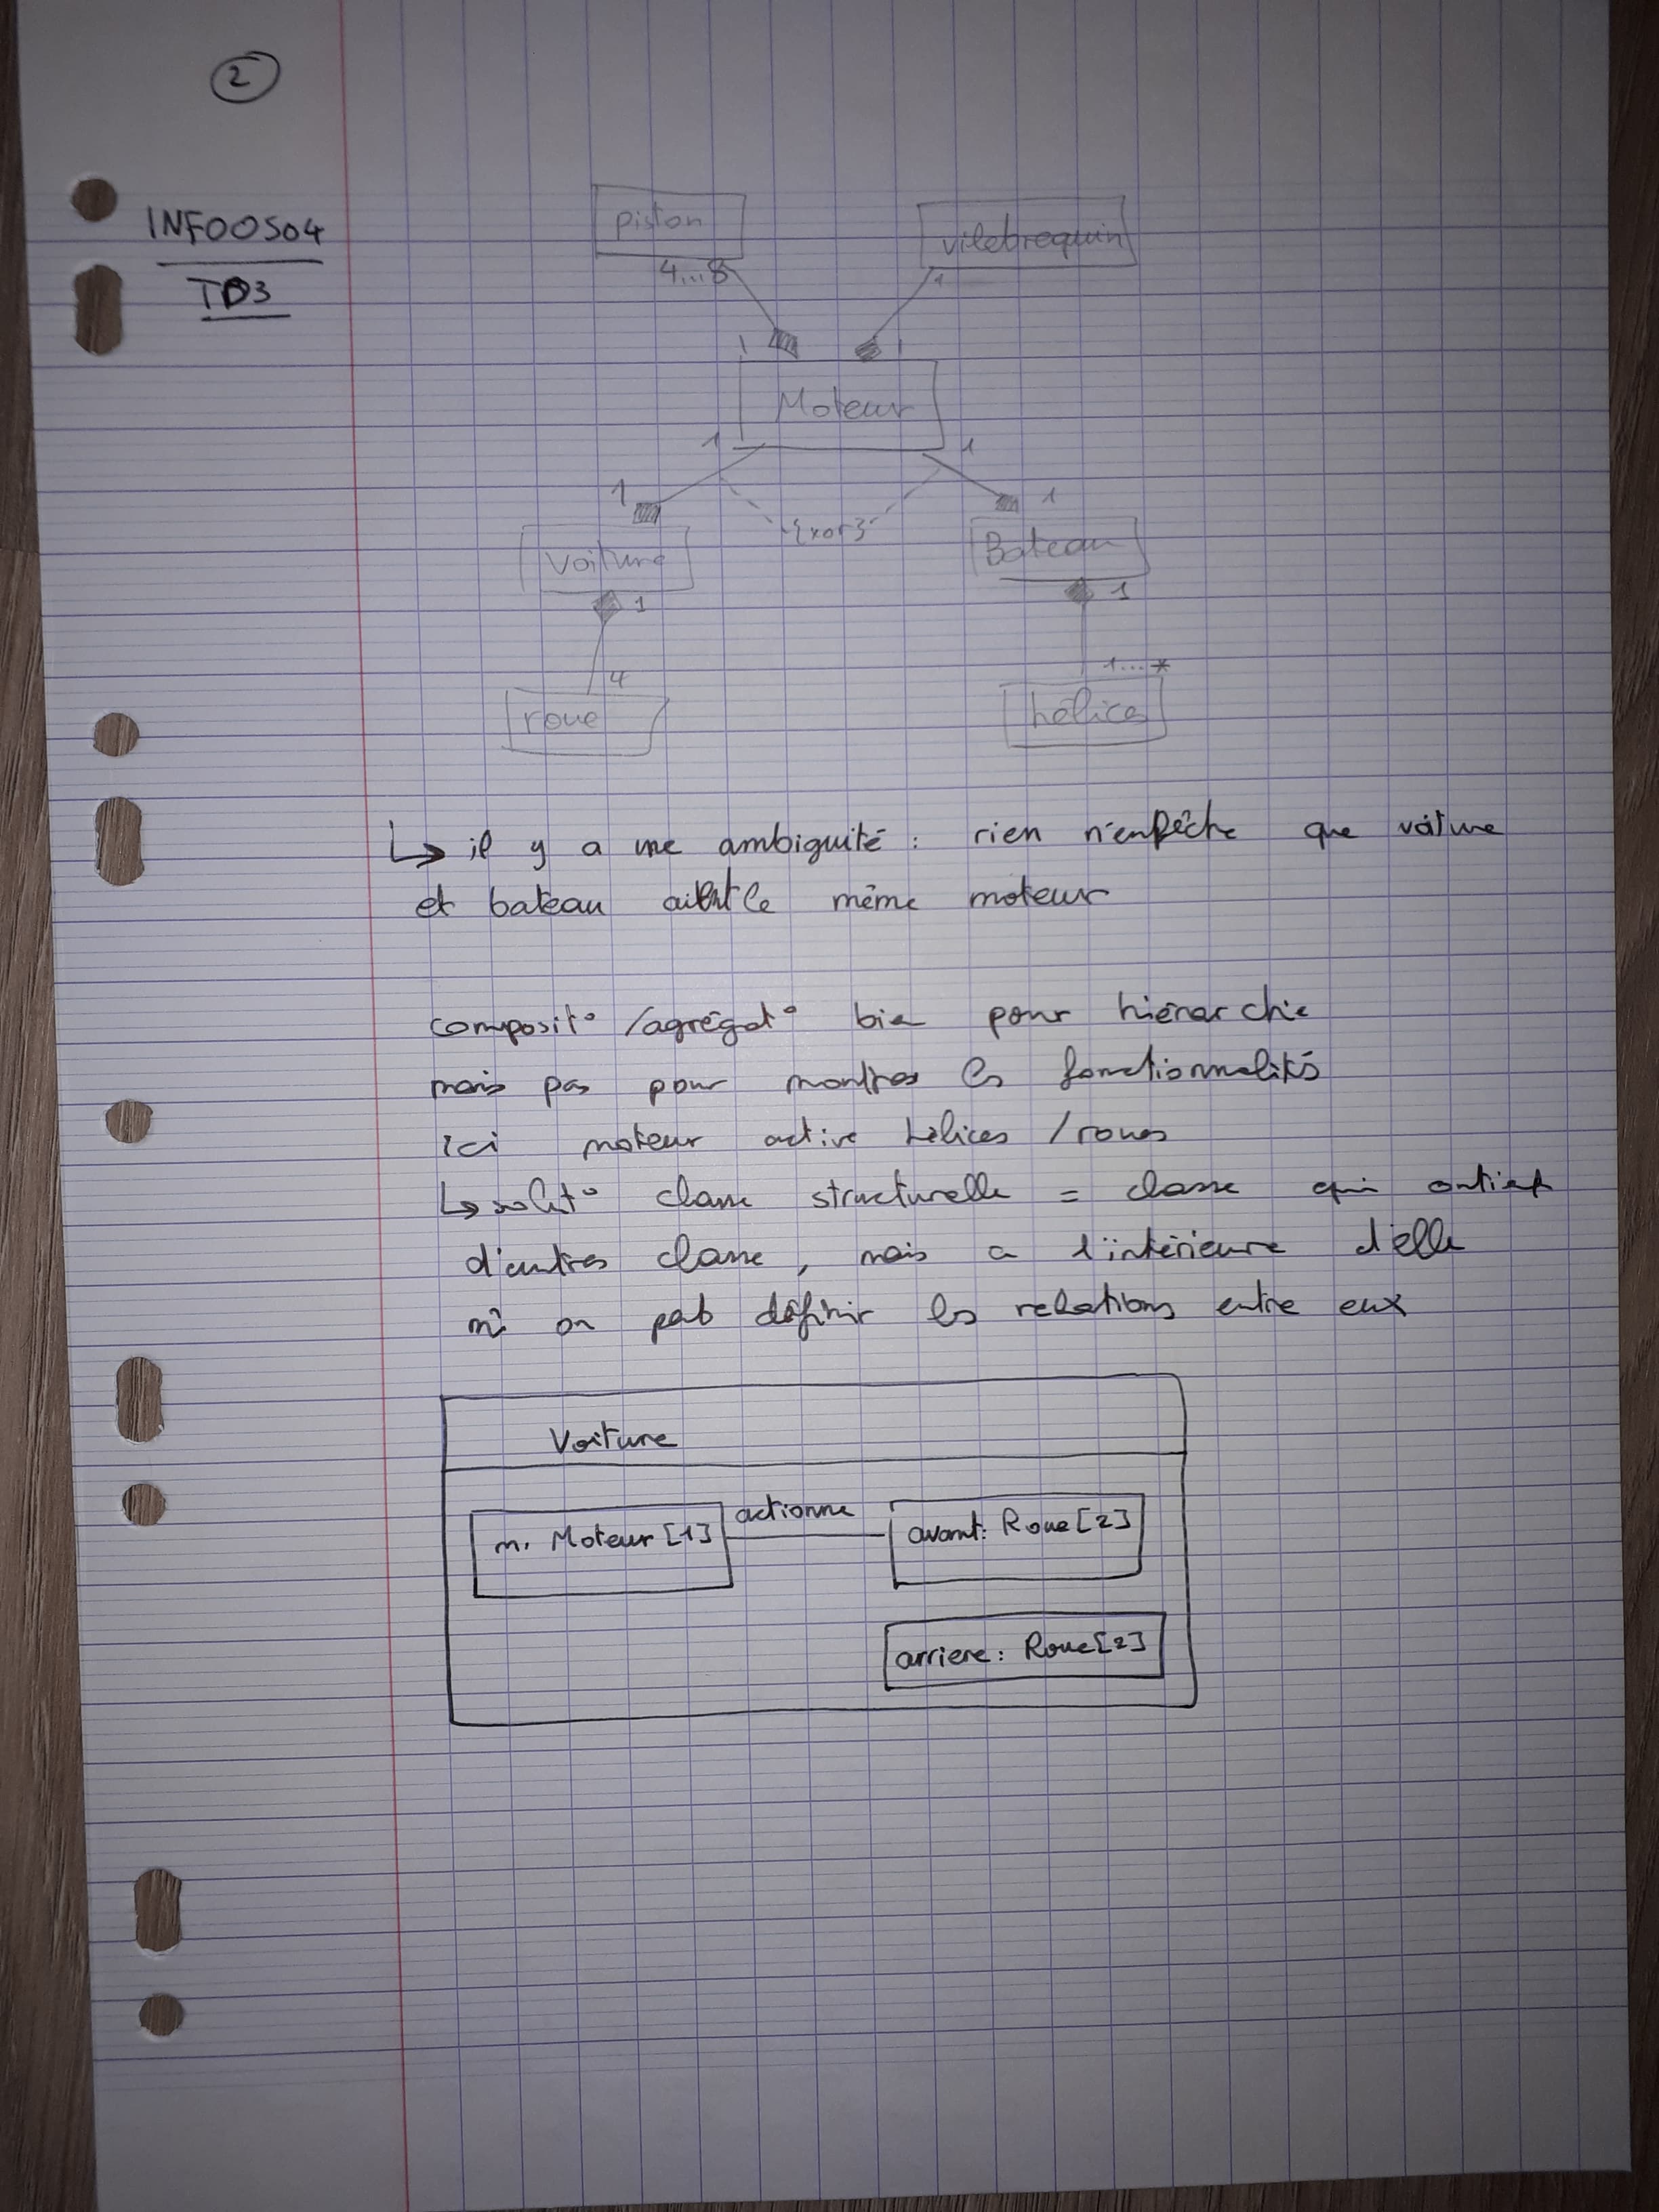 2
INFO0504
TD3
piston
vilebrequin
4...8
1
1
1
Moteur
1
1
1
1
{xor}
Voiture
Bateau
1
1
4
1...*
roue
hélice
↳ il y a une ambiguité : rien n'empêche que voiture
et bateau aient le même moteur
composit° / agrégat° bien pour hiérarchie
mais pas pour montrer les fonctionnalités
ici moteur active hélices / roues
↳ solut° classe structurelle = classe qui contient
d'autres classe, mais a l'intérieure d'elle
m̂ on peut définir les relations entre eux
Voiture
actionne
m: Moteur [1]
avant: Roue [2]
arriere: Roue [2]